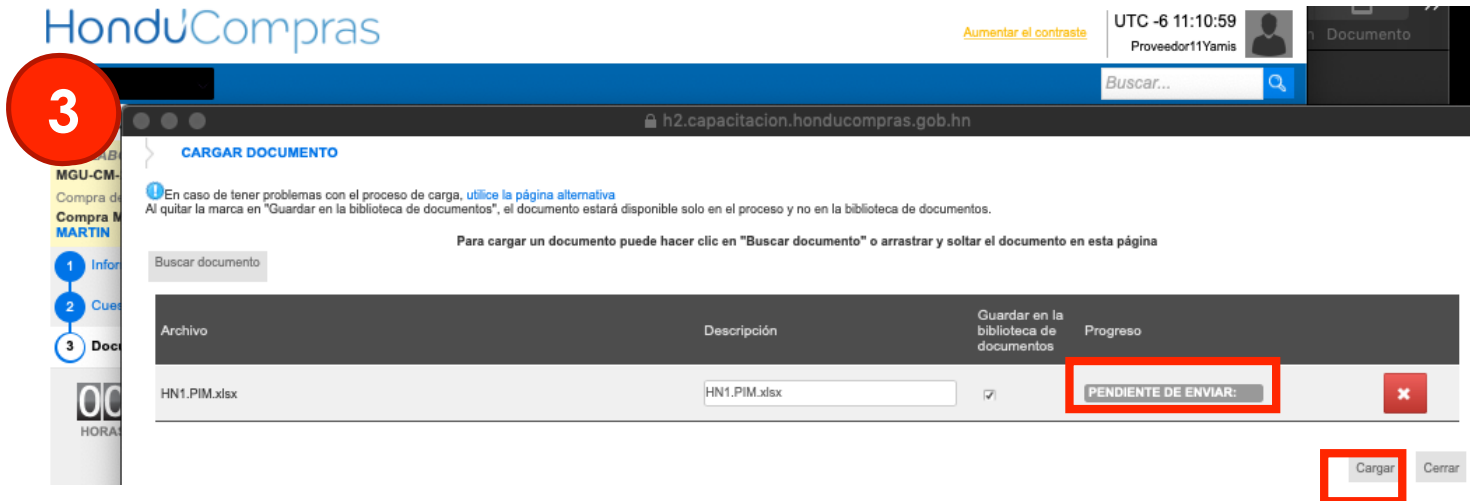 HonduCompras
Aumentar el contraste
UTC -6 11:10:59
Proveedor11Yamis
Documento
Buscar...
3
h2.capacitacion.honducompras.gob.hn
CARGAR DOCUMENTO
MGU-CM-
Compra de
Compra M
MARTIN
En caso de tener problemas con el proceso de carga, utilice la página alternativa
Al quitar la marca en "Guardar en la biblioteca de documentos", el documento estará disponible solo en el proceso y no en la biblioteca de documentos.
Para cargar un documento puede hacer clic en "Buscar documento" o arrastrar y soltar el documento en esta página
1 Infor
Buscar documento
2 Cues
3 Docu
Archivo
Descripción
Guardar en la
biblioteca de
documentos
Progreso
HN1.PIM.xlsx
HN1.PIM.xlsx
PENDIENTE DE ENVIAR:
HORAS
Cargar
Cerrar